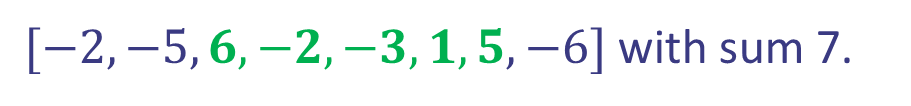 [−2, −5, 6, −2, −3, 1, 5, −6] with sum 7.